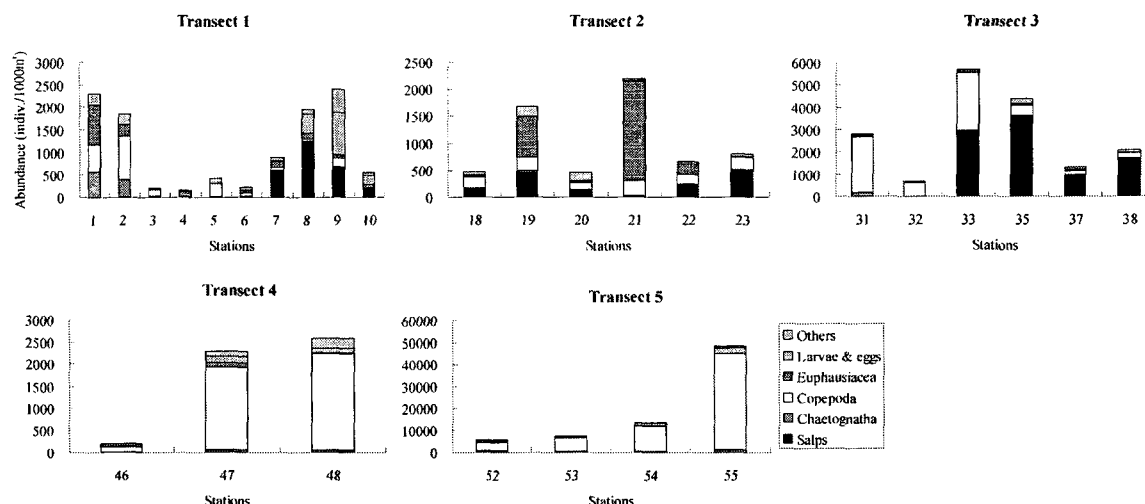 Transect 1
Transect 2
Transect 3
Abundance (indiv./1000m³)
3000
2500
2000
1500
1000
500
0
1 2 3 4 5 6 7 8 9 10
Stations
3000
2500
2000
1500
1000
500
0
18 19 20 21 22 23
Stations
6000
5000
4000
3000
2000
1000
0
31 32 33 35 37 38
Stations
Transect 4
Transect 5
3000
2500
2000
1500
1000
500
0
46 47 48
Stations
60000
50000
40000
30000
20000
10000
0
52 53 54 55
Stations
Others
Larvae & eggs
Euphausiacea
Copepoda
Chaetognatha
Salps